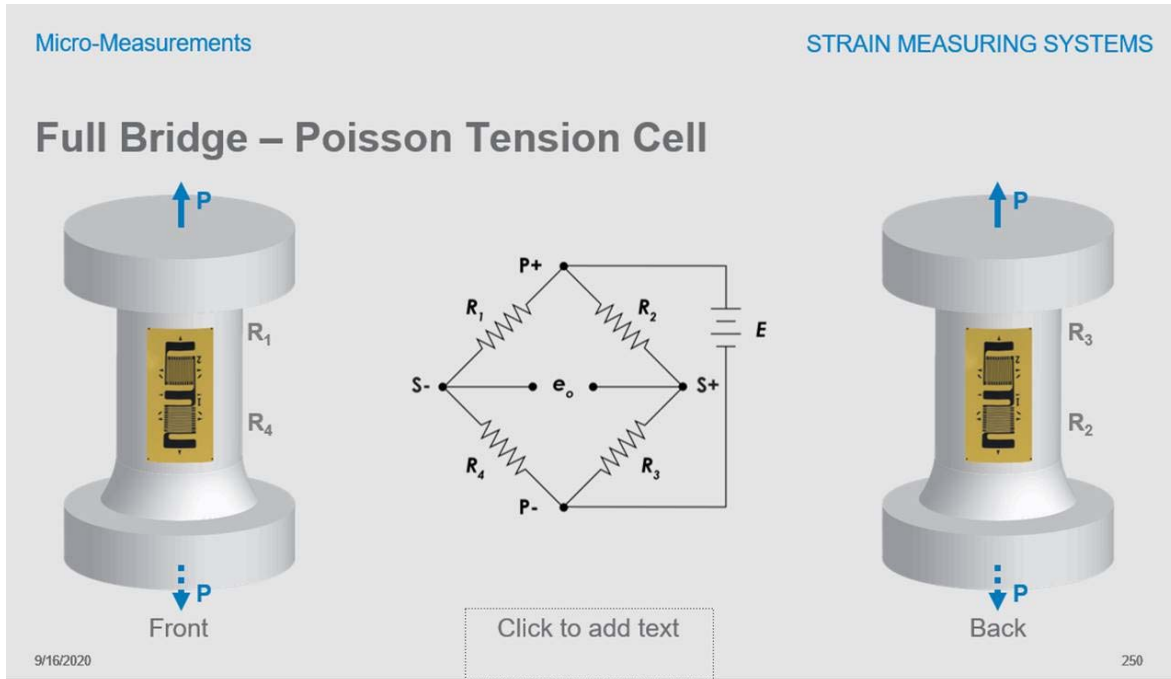 Micro-Measurements
STRAIN MEASURING SYSTEMS
Full Bridge – Poisson Tension Cell
P
R1
R4
P
Front
P+
R1
R2
E
S-
eo
S+
R4
R3
P-
Click to add text
P
R3
R2
P
Back
9/16/2020
250